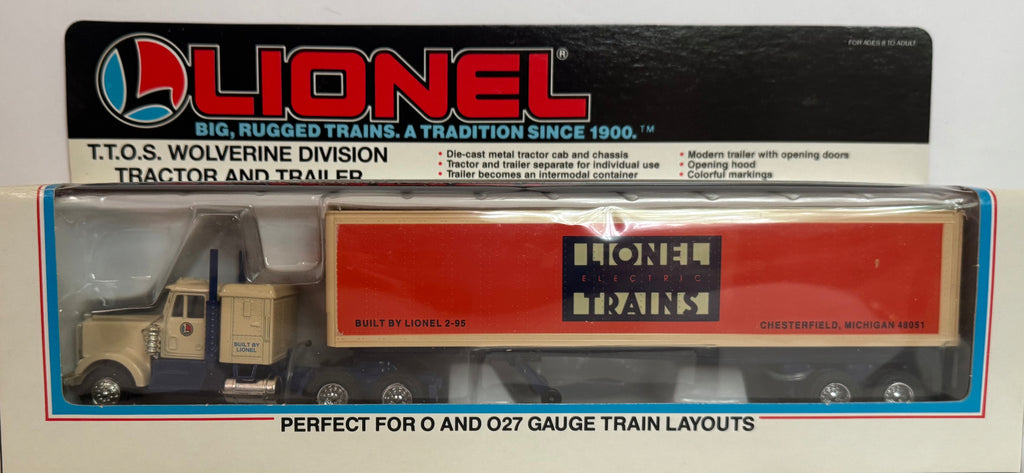 FOR AGES 8 TO ADULT
L LIONEL®
BIG, RUGGED TRAINS. A TRADITION SINCE 1900.™
T.T.O.S. WOLVERINE DIVISION
TRACTOR AND TRAILER
• Die-cast metal tractor cab and chassis
• Tractor and trailer separate for individual use
• Trailer becomes an intermodal container
• Modern trailer with opening doors
• Opening hood
• Colorful markings
LIONEL
ELECTRIC
TRAINS
BUILT BY LIONEL 2-95
CHESTERFIELD, MICHIGAN 48051
L
BUILT BY
LIONEL
PERFECT FOR O AND O27 GAUGE TRAIN LAYOUTS